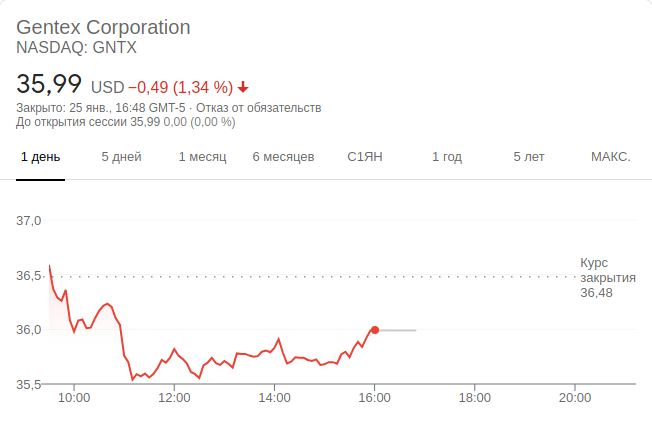 Gentex Corporation
NASDAQ: GNTX
35,99 USD −0,49 (1,34 %)
Закрыто: 25 янв., 16:48 GMT-5 · Отказ от обязательств
До открытия сессии 35,99 0,00 (0,00 %)
1 день 5 дней 1 месяц 6 месяцев С1ЯН 1 год 5 лет МАКС.
37,0
36,5
36,0
35,5
Курс
закрытия
36,48
10:00 12:00 14:00 16:00 18:00 20:00